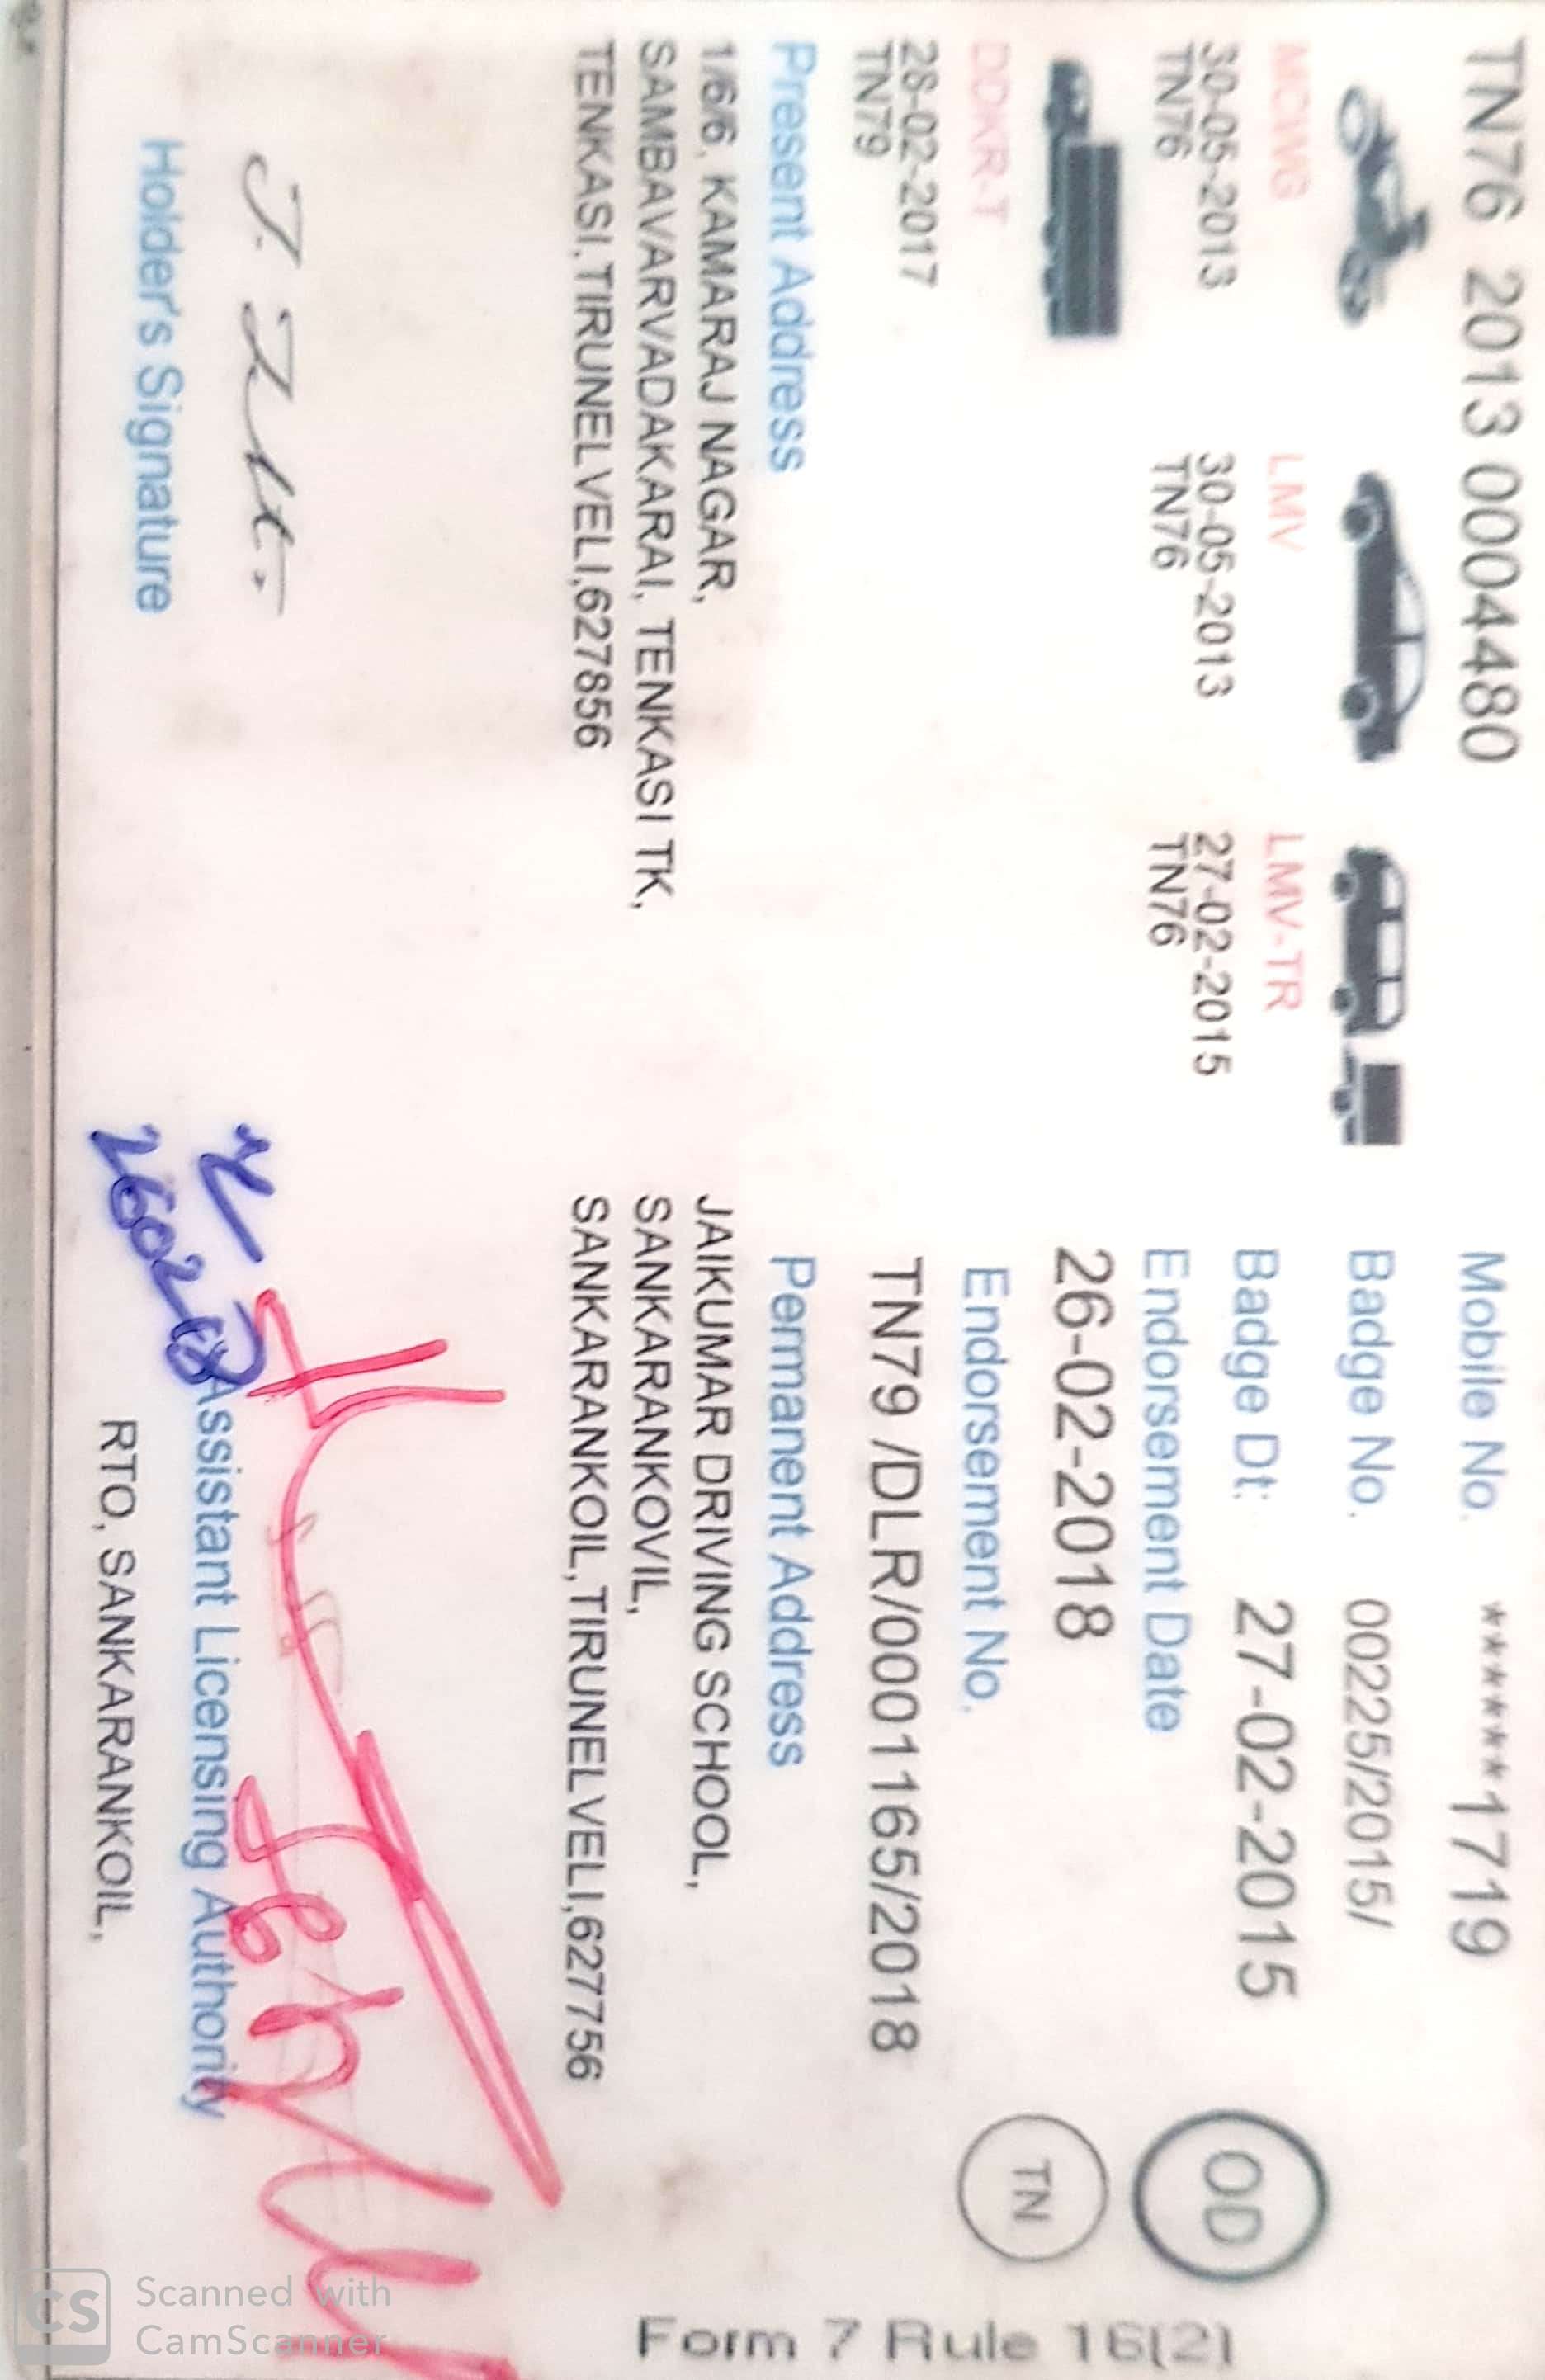 TN76 2013 0004480
Mobile No. ******1719
Badge No. 00225/2015/
MCWG LMV LMV-TR
Badge Dt: 27-02-2015
30-05-2013 30-05-2013 27-02-2015
TN76 TN76 TN76
Endorsement Date
OD
26-02-2018
DDKR-T
Endorsement No.
TN
28-02-2017
TN79
TN79 /DLR/0001165/2018
Present Address
1/6/6, KAMARAJ NAGAR,
SAMBAVARVADAKARAI, TENKASI TK,
TENKASI,TIRUNELVELI,627856
Permanent Address
JAIKUMAR DRIVING SCHOOL,
SANKARANKOVIL,
SANKARANKOIL,TIRUNELVELI,627756
Holder's Signature
Assistant Licensing Authority
RTO, SANKARANKOIL,
Form 7 Rule 16(2)
CS
Scanned with
CamScanner